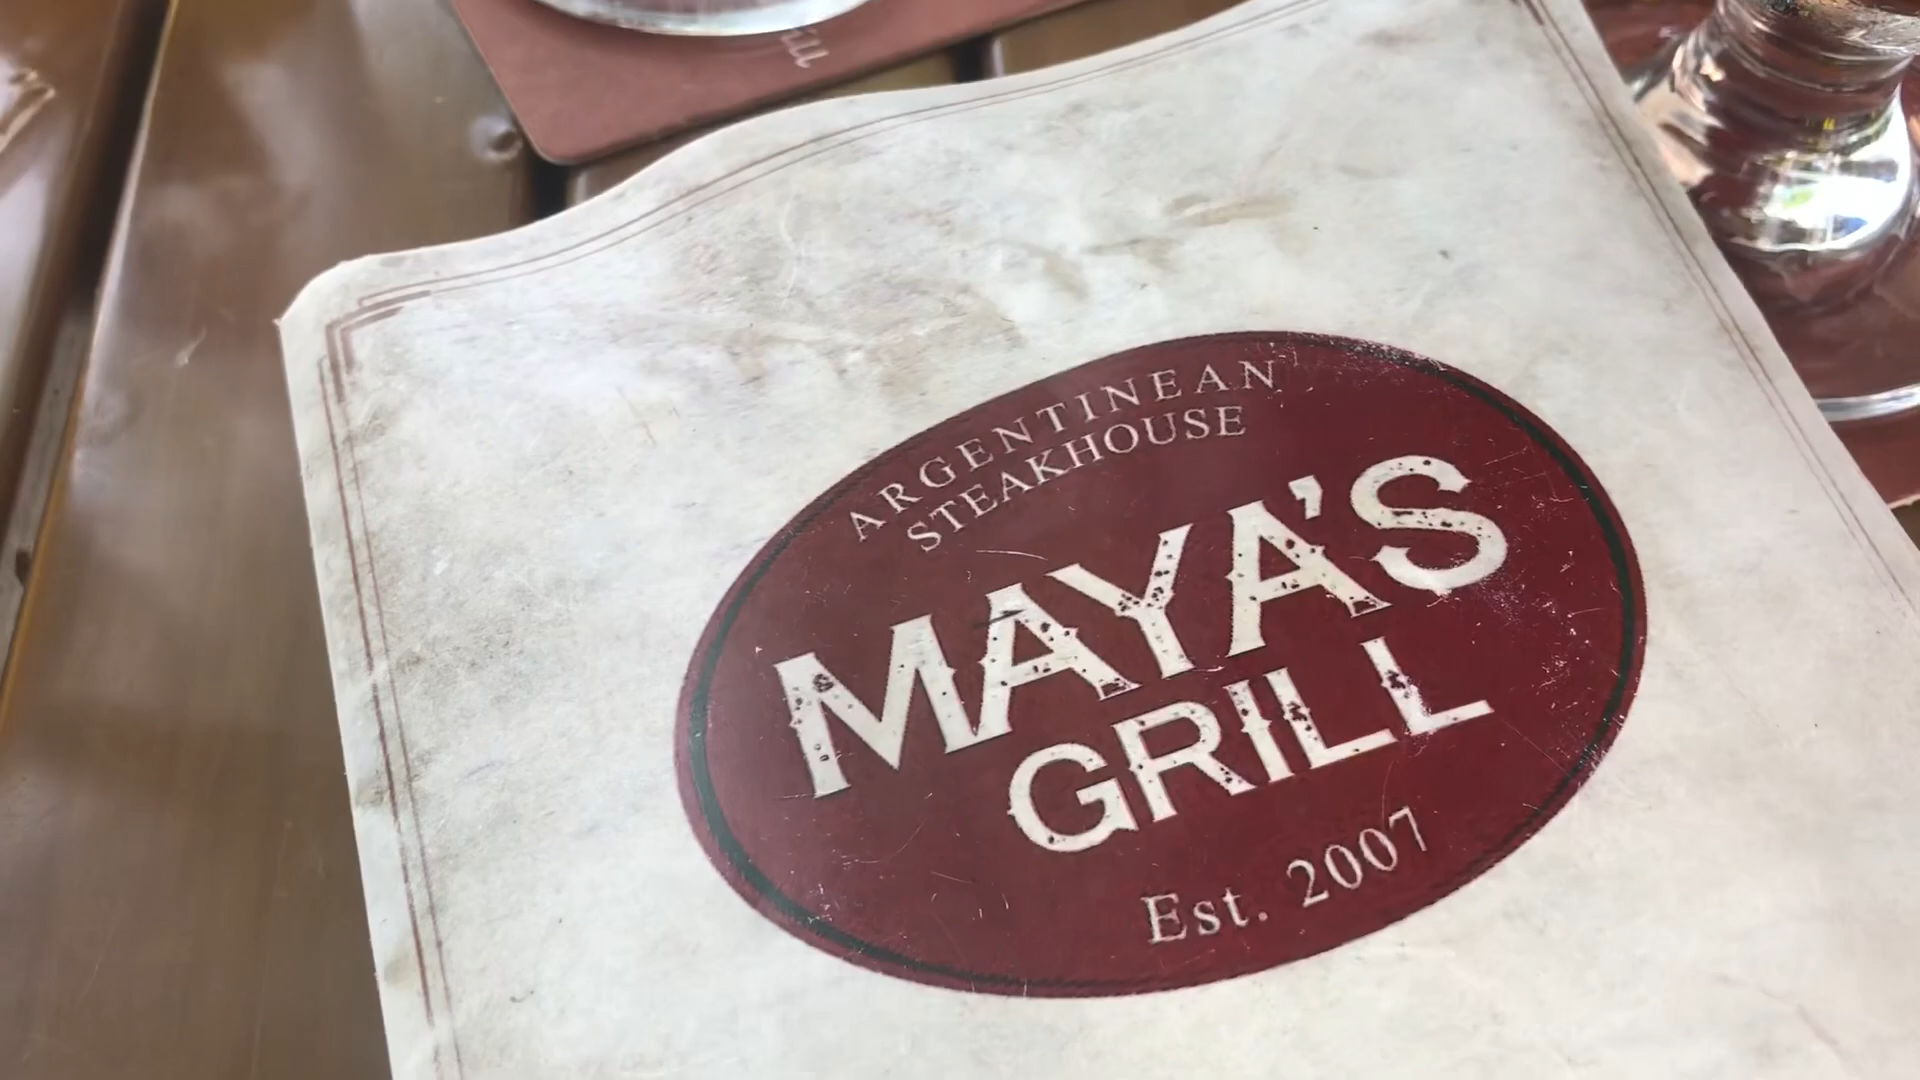 ARGENTINEAN
STEAKHOUSE
MAYA'S
GRILL
Est. 2007